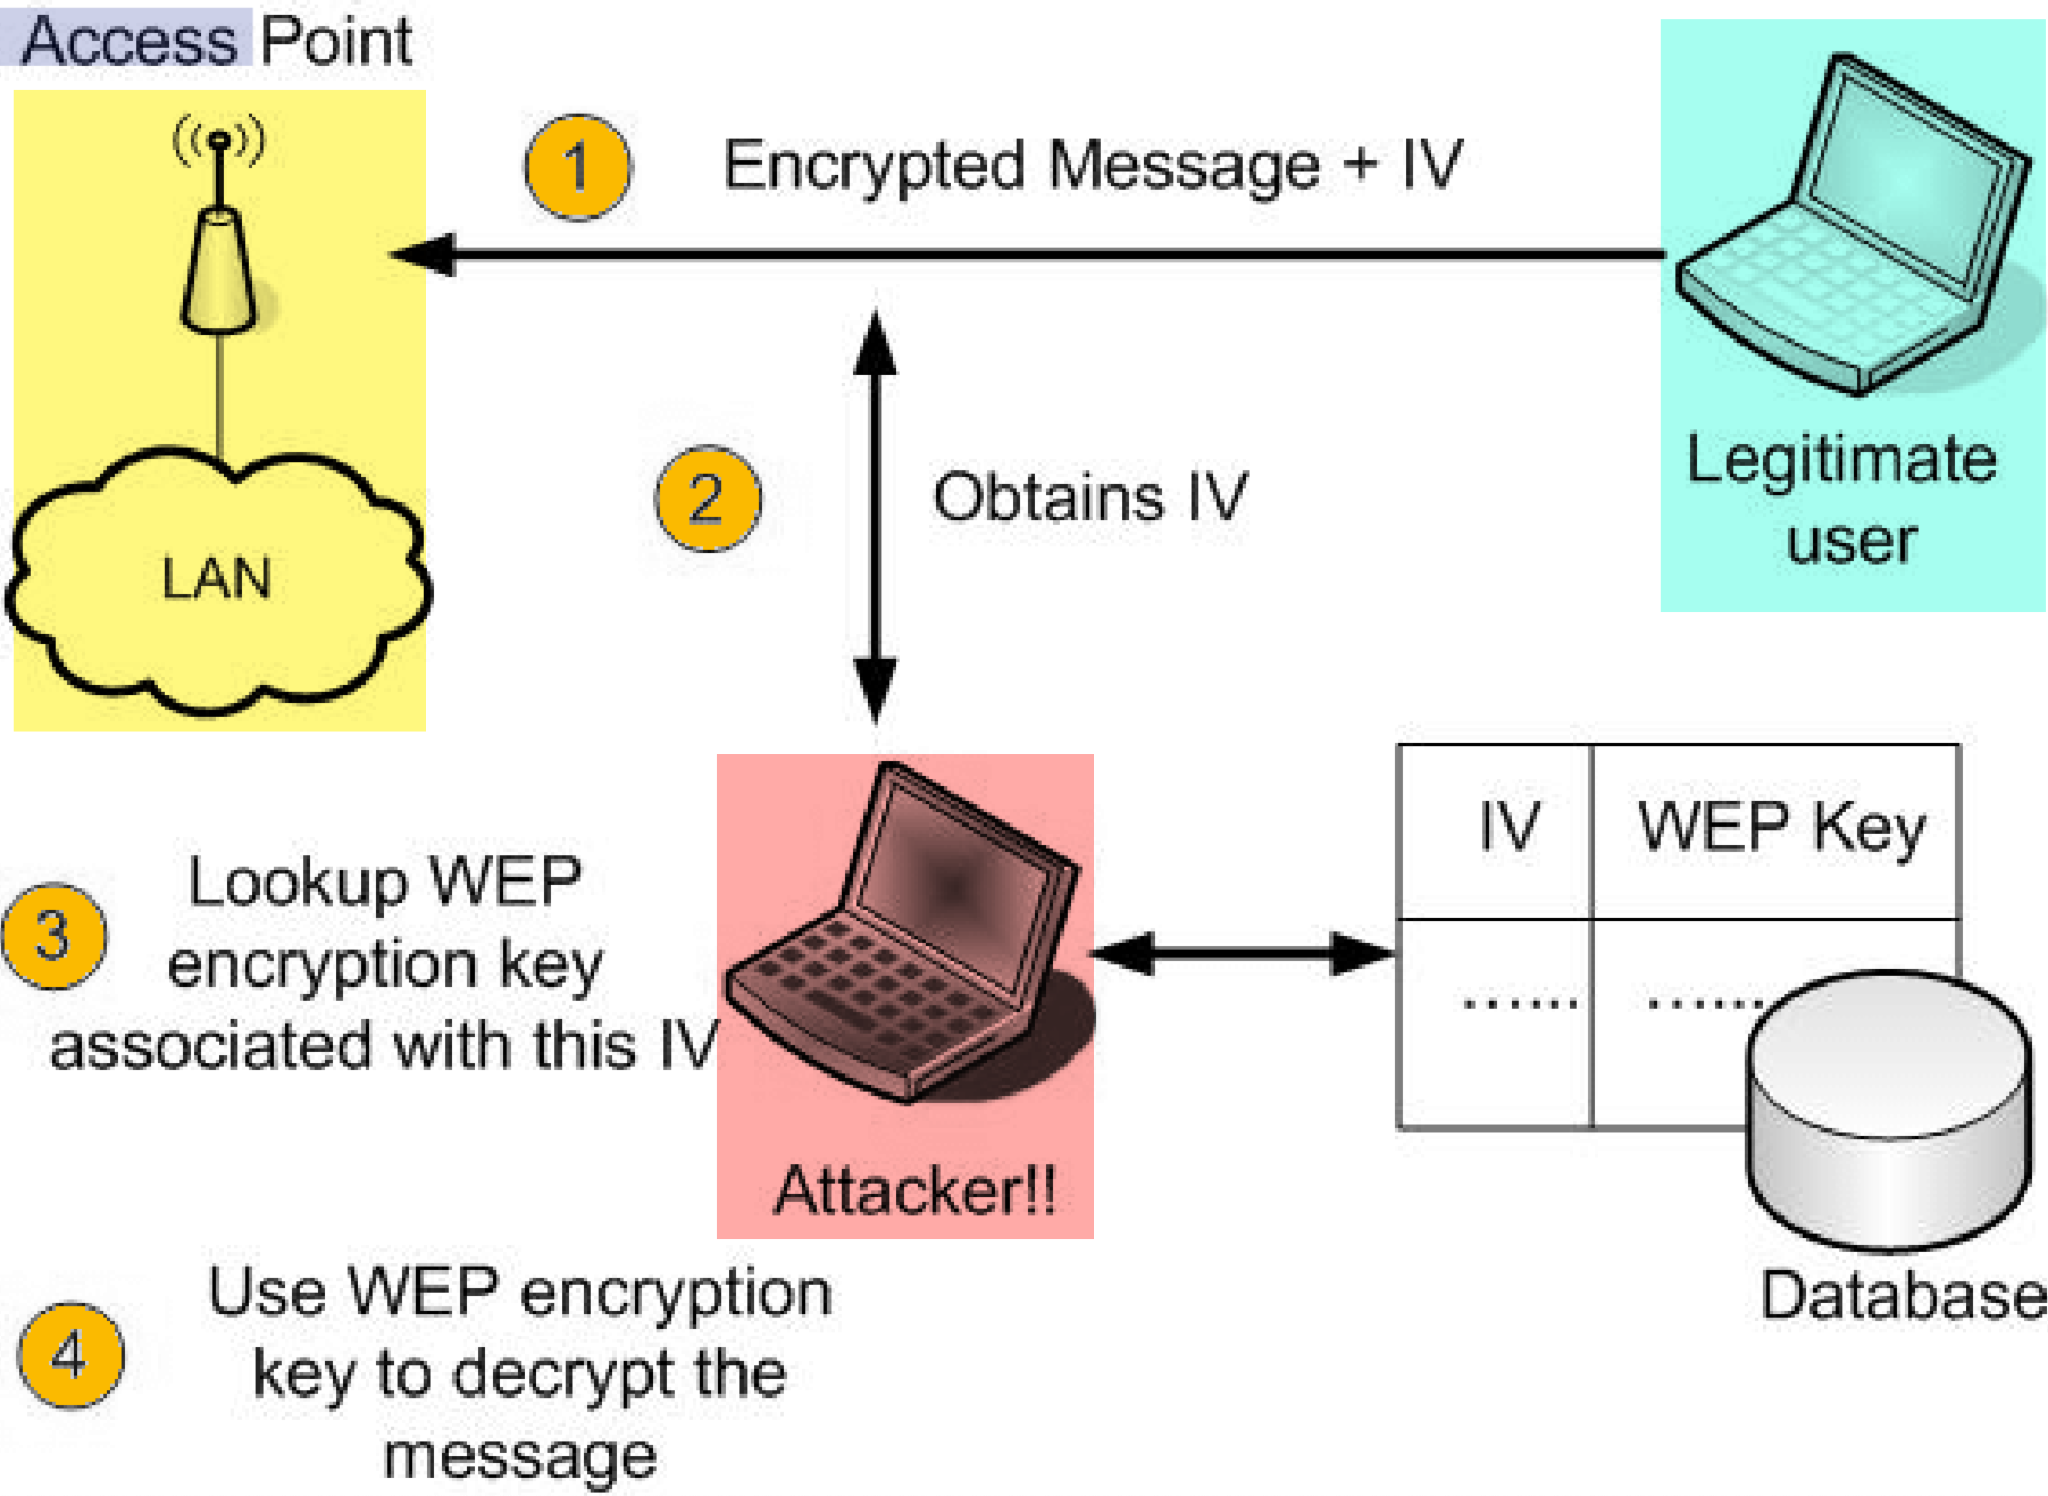 Access Point
1 Encrypted Message + IV
2 Obtains IV
Legitimate
user
LAN
IV WEP Key
...... ......
3 Lookup WEP
encryption key
associated with this IV
Attacker!!
Database
4 Use WEP encryption
key to decrypt the
message